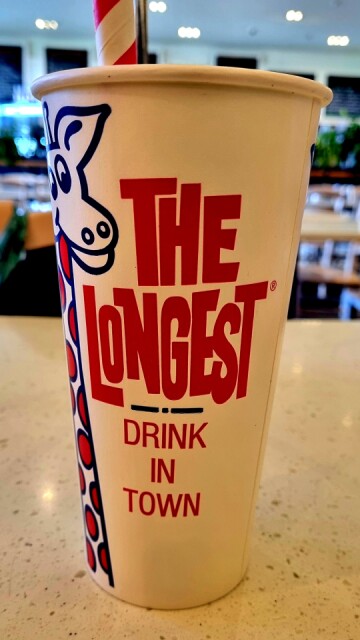 THE
LONGEST®
DRINK
IN
TOWN